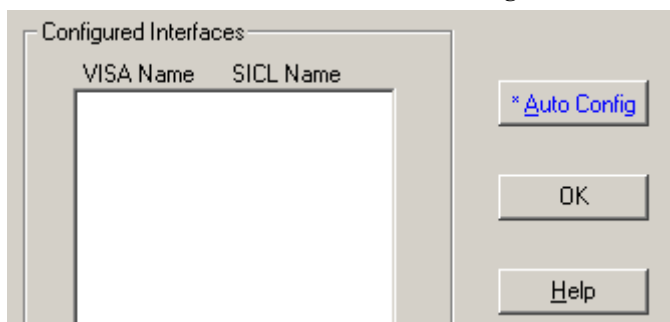 Configured Interfaces
VISA Name SICL Name
* Auto Config
OK
Help